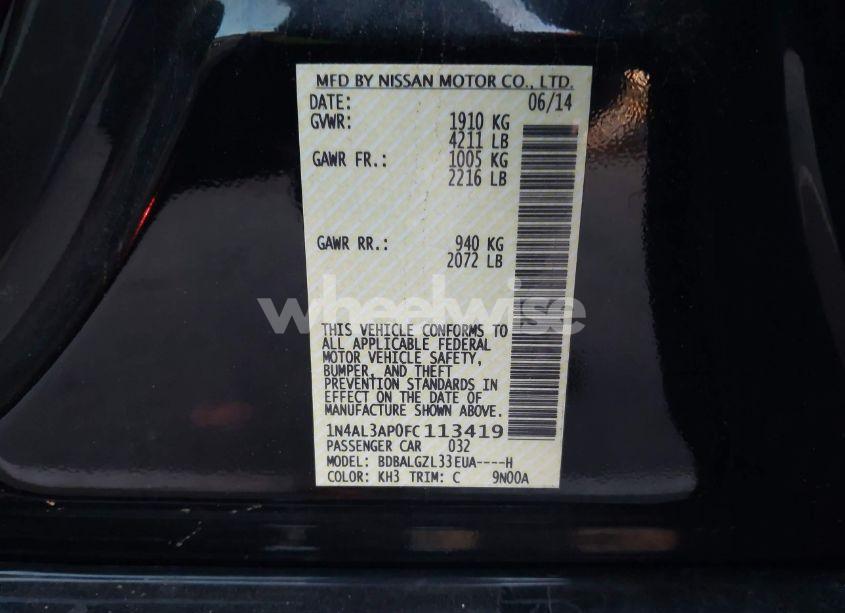 MFD BY NISSAN MOTOR CO., LTD.
DATE: 06/14
GVWR: 1910 KG
4211 LB
GAWR FR.: 1005 KG
2216 LB
GAWR RR.: 940 KG
2072 LB
wheelwise
THIS VEHICLE CONFORMS TO
ALL APPLICABLE FEDERAL
MOTOR VEHICLE SAFETY,
BUMPER, AND THEFT
PREVENTION STANDARDS IN
EFFECT ON THE DATE OF
MANUFACTURE SHOWN ABOVE.
1N4AL3AP0FC113419
PASSENGER CAR 032
MODEL: BDBALGZL33EUA----H
COLOR: KH3 TRIM: C 9N00A